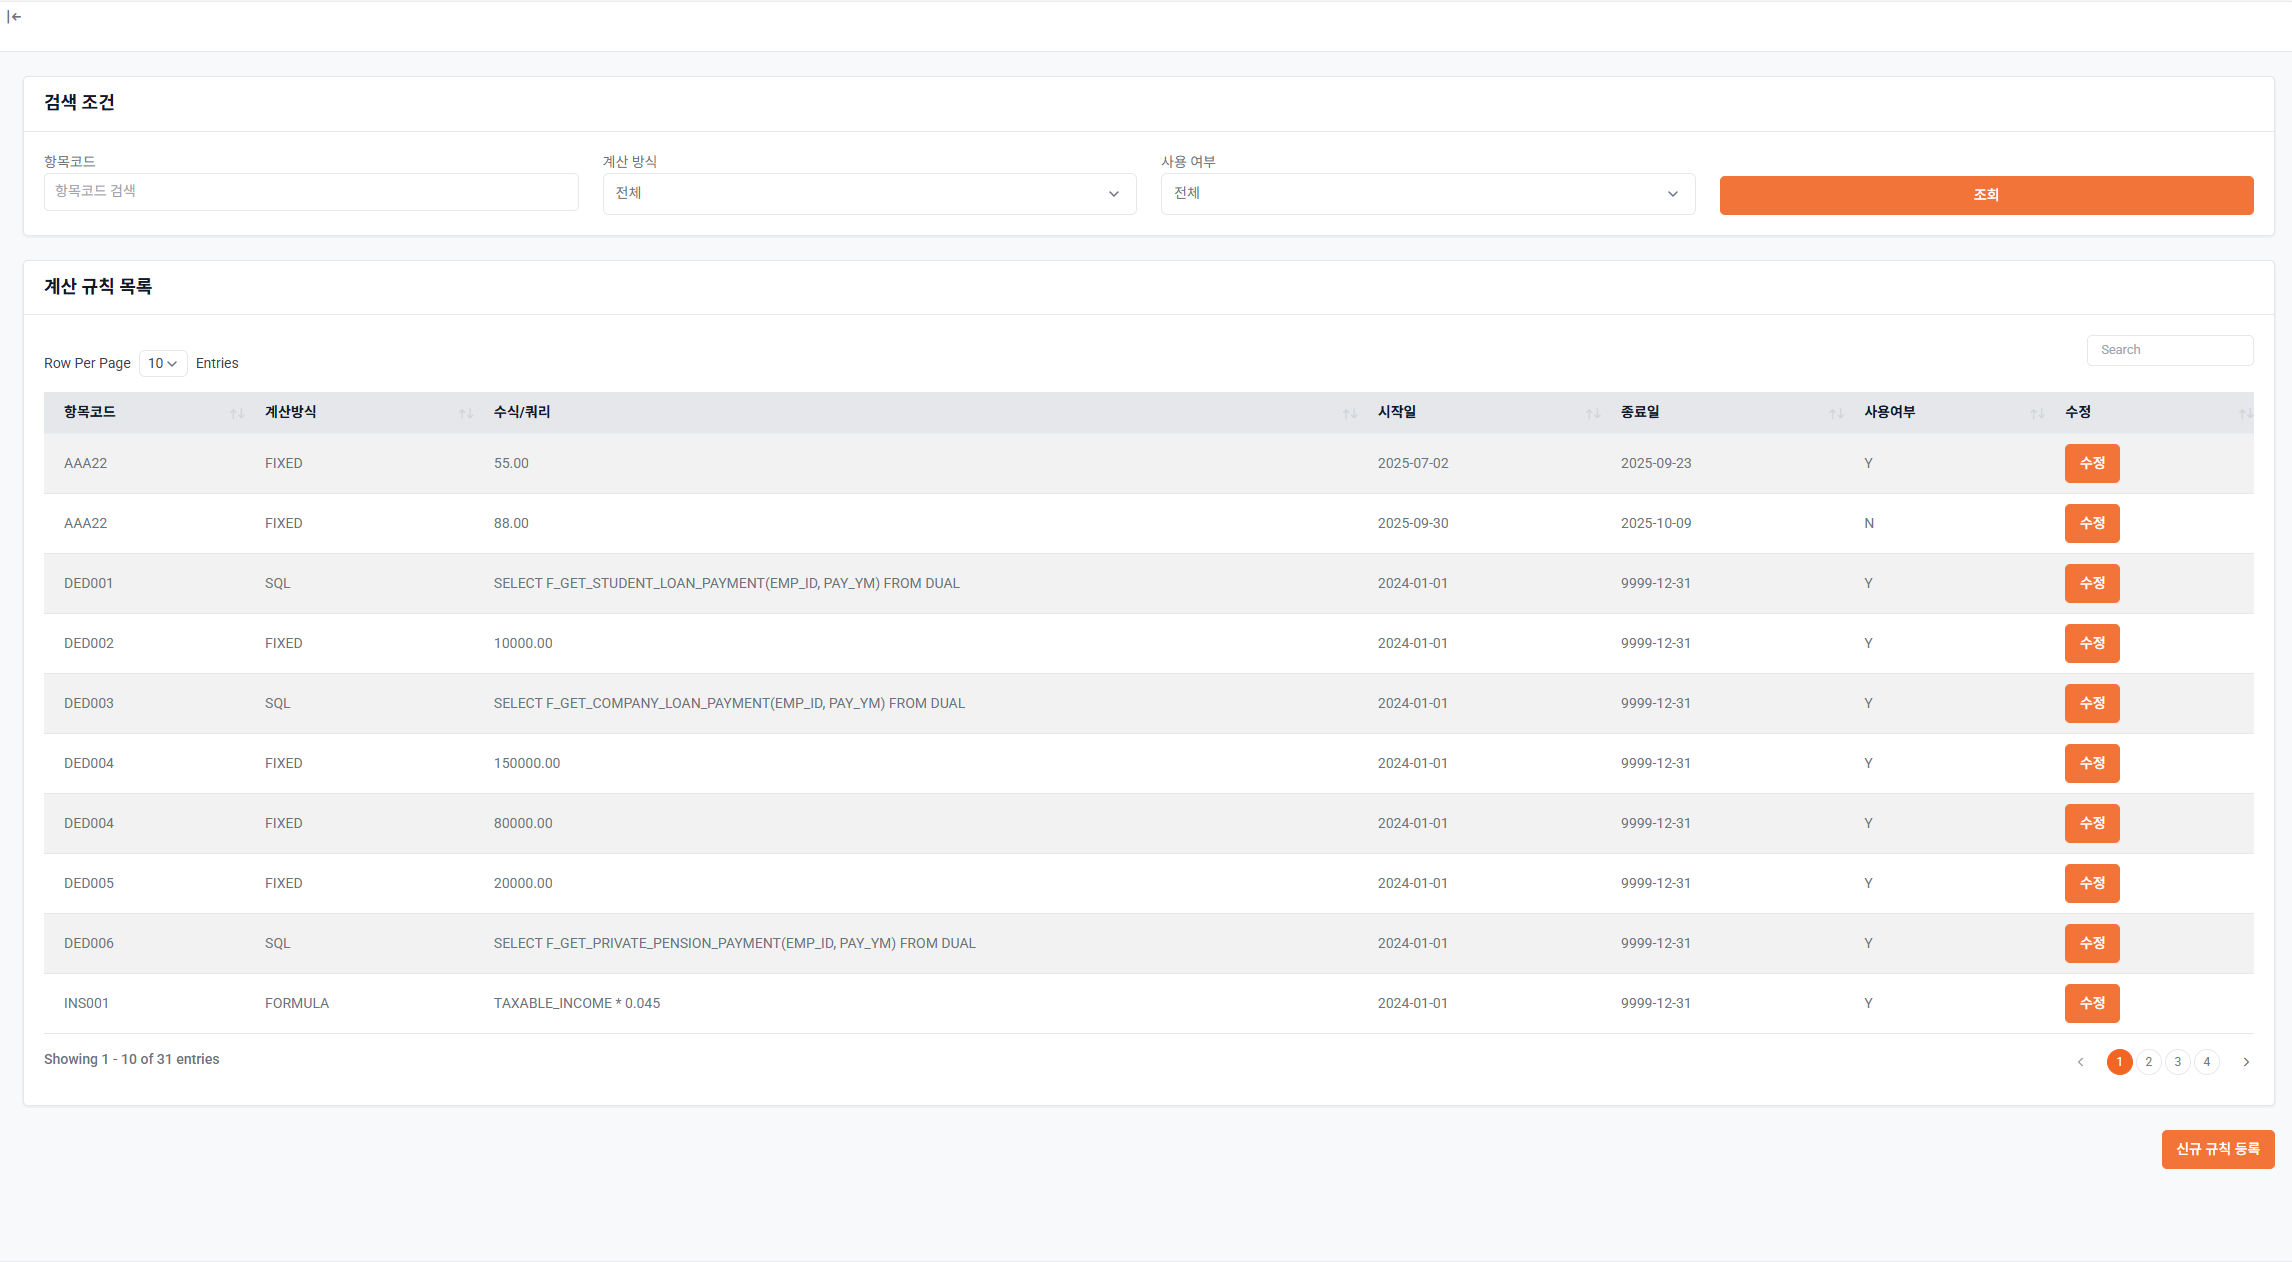 검색 조건
항목코드 계산 방식 사용 여부
항목코드 검색 전체 전체 조회
계산 규칙 목록
Row Per Page 10 Entries Search
항목코드 계산방식 수식/쿼리 시작일 종료일 사용여부 수정
AAA22 FIXED 55.00 2025-07-02 2025-09-23 Y 수정
AAA22 FIXED 88.00 2025-09-30 2025-10-09 N 수정
DED001 SQL SELECT F_GET_STUDENT_LOAN_PAYMENT(EMP_ID, PAY_YM) FROM DUAL 2024-01-01 9999-12-31 Y 수정
DED002 FIXED 10000.00 2024-01-01 9999-12-31 Y 수정
DED003 SQL SELECT F_GET_COMPANY_LOAN_PAYMENT(EMP_ID, PAY_YM) FROM DUAL 2024-01-01 9999-12-31 Y 수정
DED004 FIXED 150000.00 2024-01-01 9999-12-31 Y 수정
DED004 FIXED 80000.00 2024-01-01 9999-12-31 Y 수정
DED005 FIXED 20000.00 2024-01-01 9999-12-31 Y 수정
DED006 SQL SELECT F_GET_PRIVATE_PENSION_PAYMENT(EMP_ID, PAY_YM) FROM DUAL 2024-01-01 9999-12-31 Y 수정
INS001 FORMULA TAXABLE_INCOME * 0.045 2024-01-01 9999-12-31 Y 수정
Showing 1 - 10 of 31 entries 1 2 3 4
신규 규칙 등록